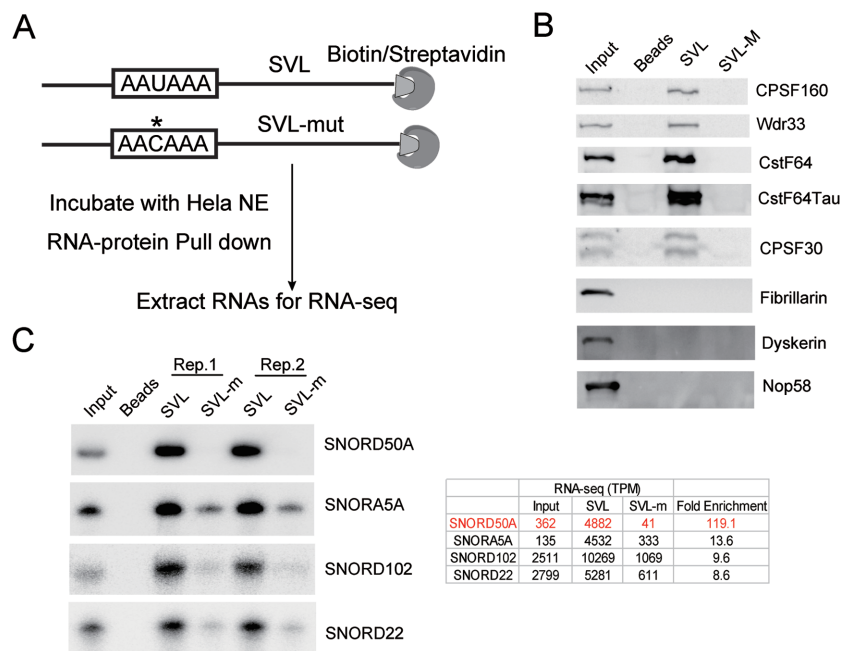 A
SVL
Biotin/Streptavidin
AAUAAA
*
SVL-mut
AACAAA
Incubate with Hela NE
RNA-protein Pull down
Extract RNAs for RNA-seq
B
Input Beads SVL SVL-M
CPSF160
Wdr33
CstF64
CstF64Tau
CPSF30
Fibrillarin
Dyskerin
Nop58
C
Rep.1 Rep.2
Input Beads SVL SVL-m SVL SVL-m
SNORD50A
SNORA5A
SNORD102
SNORD22
RNA-seq (TPM)
Input SVL SVL-m Fold Enrichment
SNORD50A 362 4882 41 119.1
SNORA5A 135 4532 333 13.6
SNORD102 2511 10269 1069 9.6
SNORD22 2799 5281 611 8.6